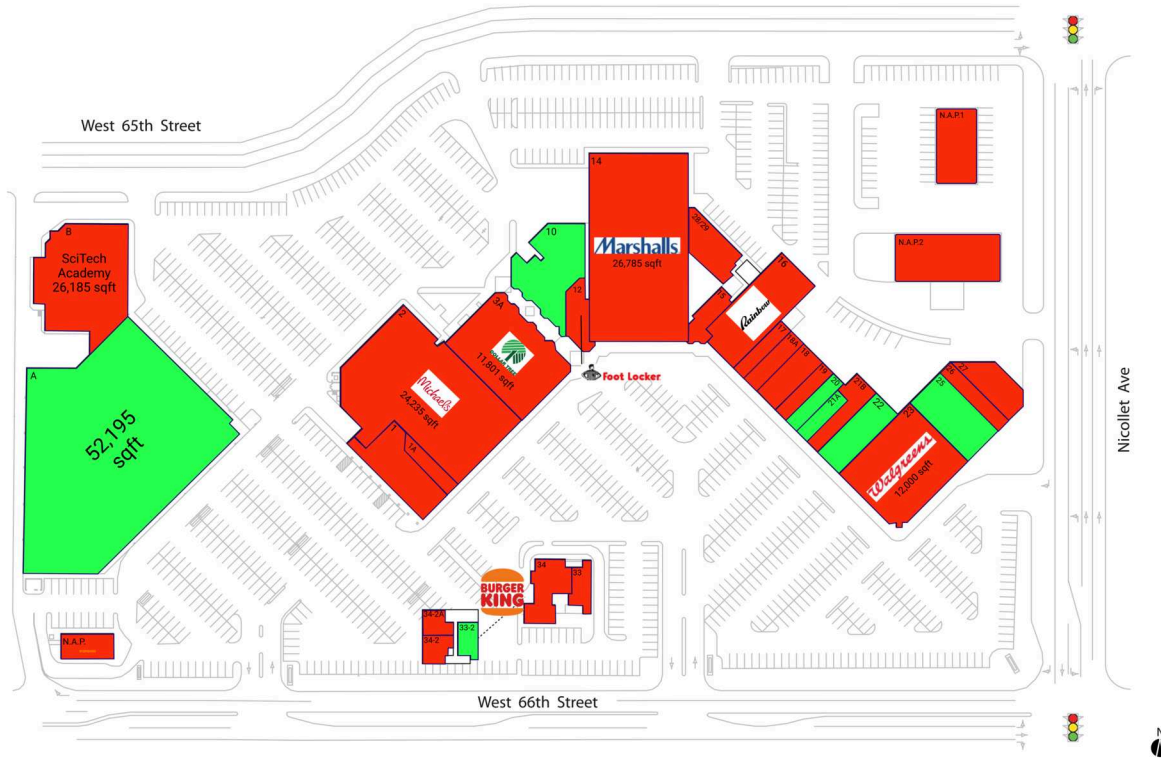 West 65th Street
N.A.P.1
14
28/29
B
SciTech
Academy
26,185 sqft
10
Marshalls
26,785 sqft
N.A.P.2
16
12
3A
15
Rainbow
2
DOLLAR TREE
11,801 sqft
Foot Locker
17
18A
18
19
20
21A
21B
22
23
25
26
27
A
52,195
sqft
Michaels
24,235 sqft
1
1A
Walgreens
12,000 sqft
Nicollet Ave
34
33
BURGER
KING
34-2A
33-2
34-2
N.A.P.
West 66th Street
N